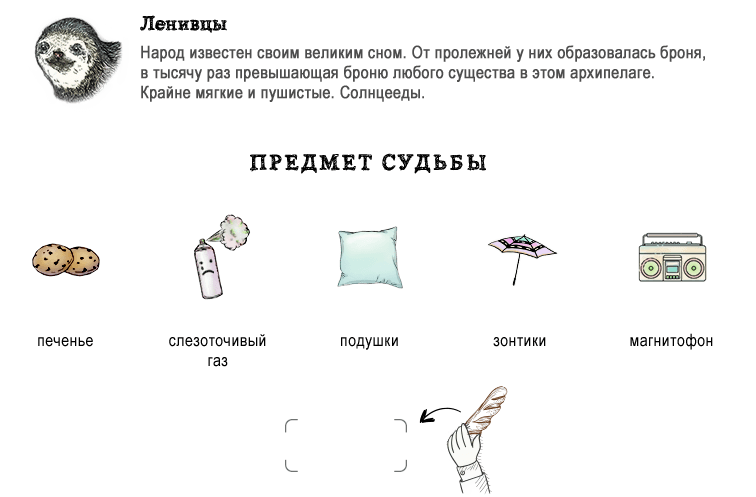 Ленивцы
Народ известен своим великим сном. От пролежней у них образовалась броня,
в тысячу раз превышающая броню любого существа в этом архипелаге.
Крайне мягкие и пушистые. Солнцееды.
ПРЕДМЕТ СУДЬБЫ
печенье
слезоточивый
газ
подушки
зонтики
магнитофон